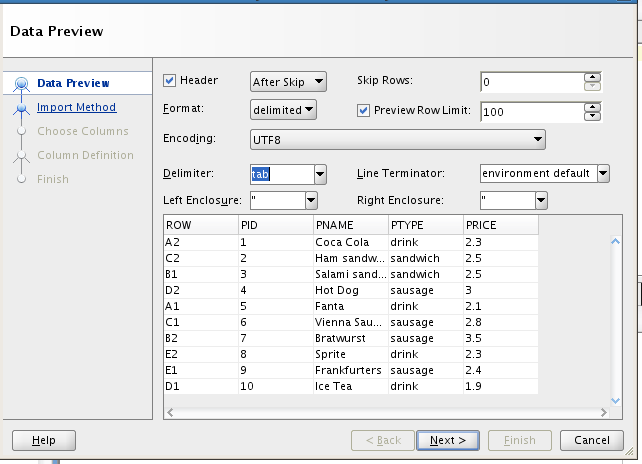 Data Preview
Data Preview
Import Method
Choose Columns
Column Definition
Finish
Header After Skip Skip Rows: 0
Format: delimited Preview Row Limit: 100
Encoding: UTF8
Delimiter: tab Line Terminator: environment default
Left Enclosure: " Right Enclosure: "
ROW PID PNAME PTYPE PRICE
A2 1 Coca Cola drink 2.3
C2 2 Ham sandw... sandwich 2.5
B1 3 Salami sand... sandwich 2.5
D2 4 Hot Dog sausage 3
A1 5 Fanta drink 2.1
C1 6 Vienna Sau... sausage 2.8
B2 7 Bratwurst sausage 3.5
E2 8 Sprite drink 2.3
E1 9 Frankfurters sausage 2.4
D1 10 Ice Tea drink 1.9
Help < Back Next > Finish Cancel